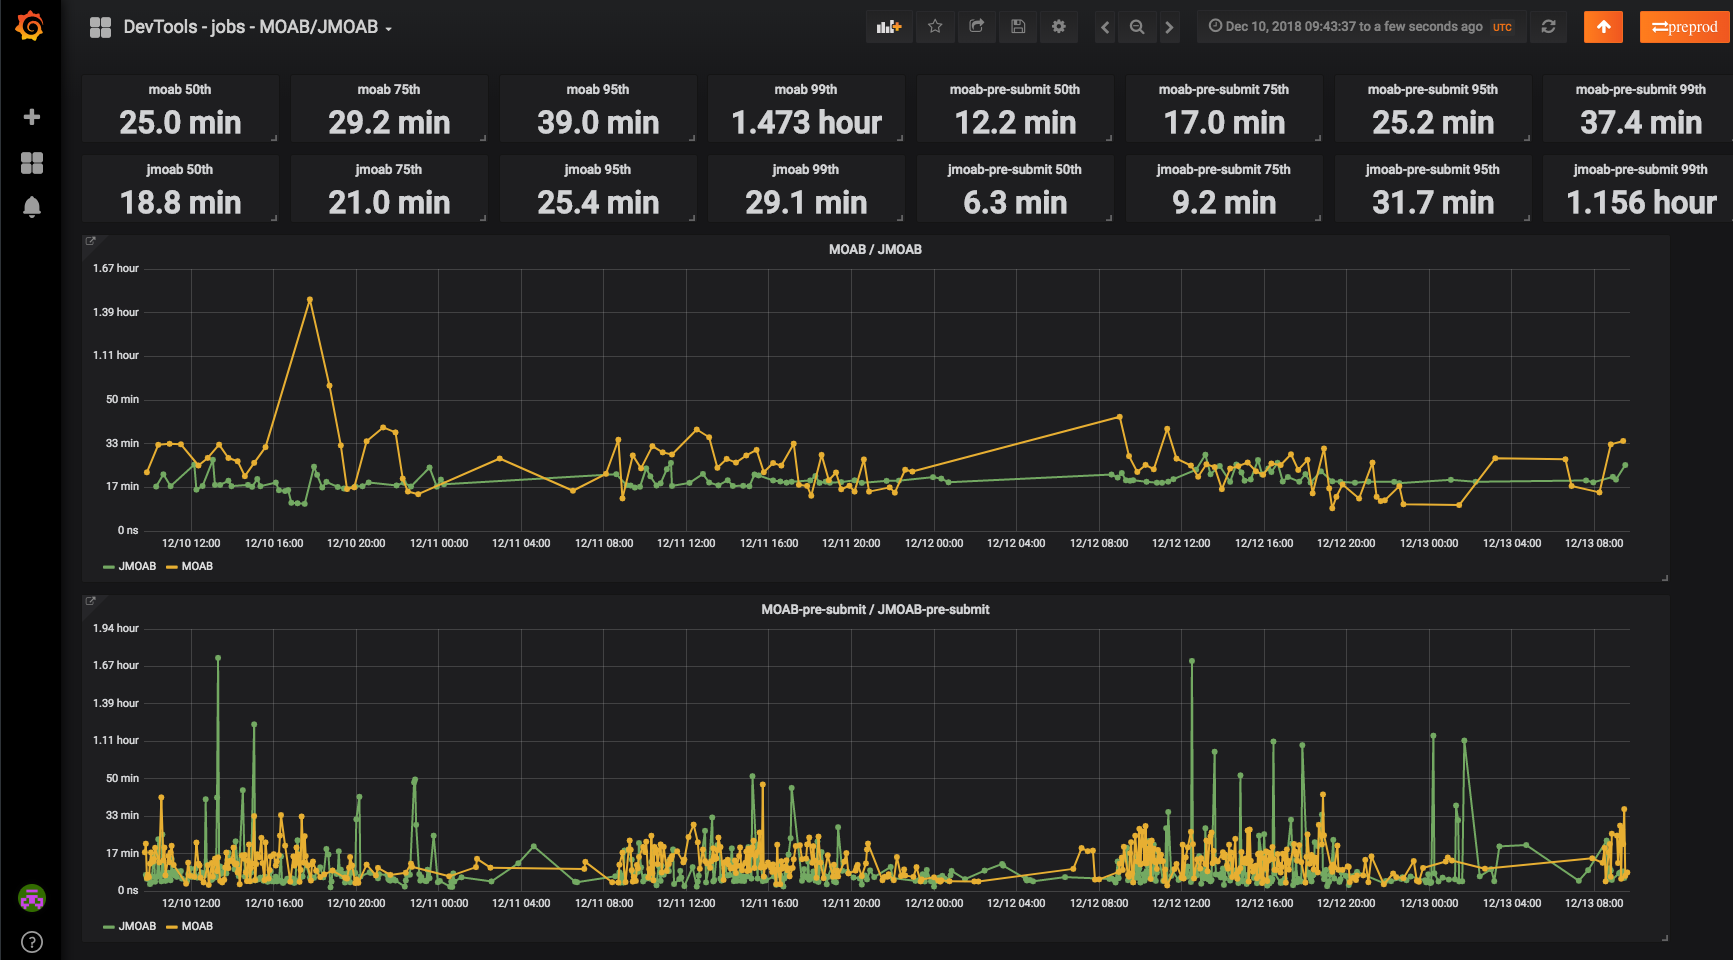 DevTools - jobs - MOAB/JMOAB
Dec 10, 2018 09:43:37 to a few seconds ago UTC
preprod
moab 50th moab 75th moab 95th moab 99th moab-pre-submit 50th moab-pre-submit 75th moab-pre-submit 95th moab-pre-submit 99th
25.0 min 29.2 min 39.0 min 1.473 hour 12.2 min 17.0 min 25.2 min 37.4 min
jmoab 50th jmoab 75th jmoab 95th jmoab 99th jmoab-pre-submit 50th jmoab-pre-submit 75th jmoab-pre-submit 95th jmoab-pre-submit 99th
18.8 min 21.0 min 25.4 min 29.1 min 6.3 min 9.2 min 31.7 min 1.156 hour
MOAB / JMOAB
1.67 hour
1.39 hour
1.11 hour
50 min
33 min
17 min
0 ns
12/10 12:00 12/10 16:00 12/10 20:00 12/11 00:00 12/11 04:00 12/11 08:00 12/11 12:00 12/11 16:00 12/11 20:00 12/12 00:00 12/12 04:00 12/12 08:00 12/12 12:00 12/12 16:00 12/12 20:00 12/13 00:00 12/13 04:00 12/13 08:00
JMOAB MOAB
MOAB-pre-submit / JMOAB-pre-submit
1.94 hour
1.67 hour
1.39 hour
1.11 hour
50 min
33 min
17 min
0 ns
12/10 12:00 12/10 16:00 12/10 20:00 12/11 00:00 12/11 04:00 12/11 08:00 12/11 12:00 12/11 16:00 12/11 20:00 12/12 00:00 12/12 04:00 12/12 08:00 12/12 12:00 12/12 16:00 12/12 20:00 12/13 00:00 12/13 04:00 12/13 08:00
JMOAB MOAB